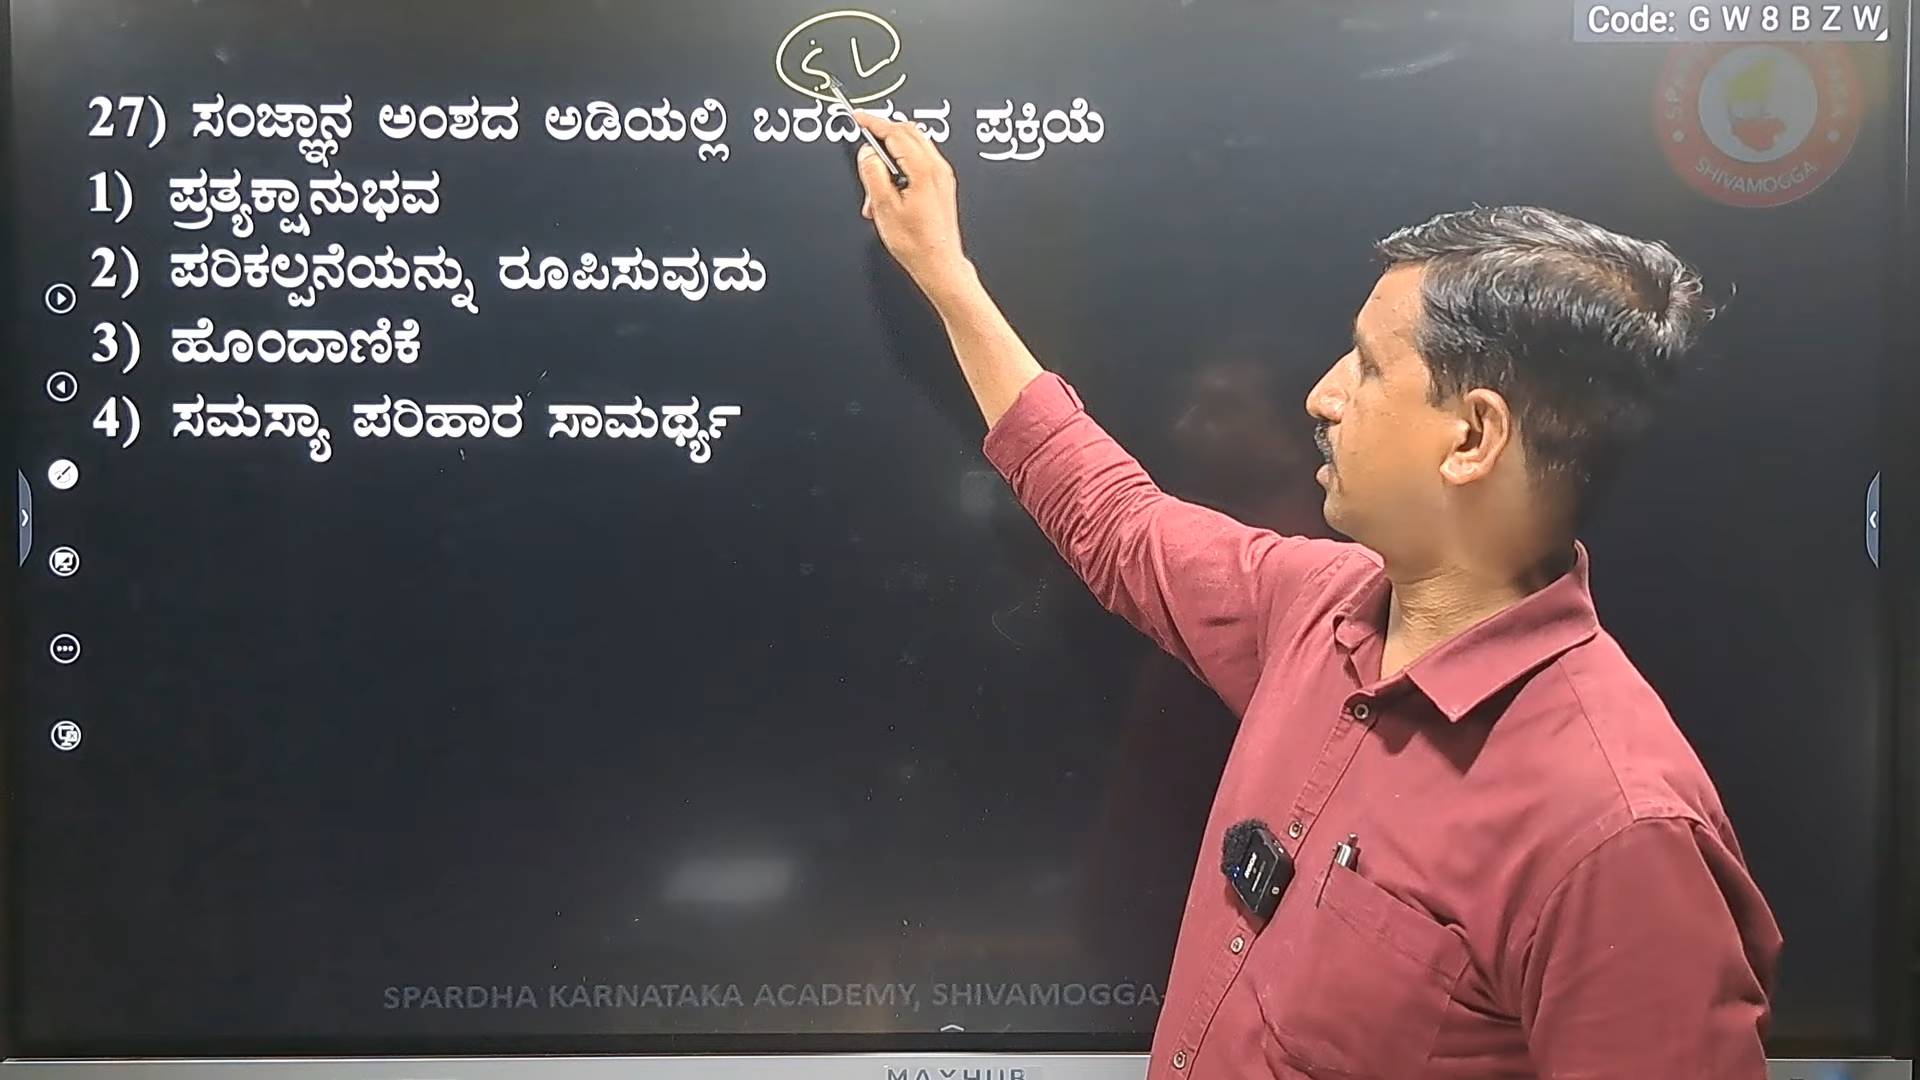 Code: G W 8 B Z W
27) ಸಂಜ್ಞಾನ ಅಂಶದ ಅಡಿಯಲ್ಲಿ ಬರದಿರುವ ಪ್ರಕ್ರಿಯೆ
1) ಪ್ರತ್ಯಕ್ಷಾನುಭವ
2) ಪರಿಕಲ್ಪನೆಯನ್ನು ರೂಪಿಸುವುದು
3) ಹೊಂದಾಣಿಕೆ
4) ಸಮಸ್ಯಾ ಪರಿಹಾರ ಸಾಮರ್ಥ್ಯ
SHIVAMOGGA
SPARDHA KARNATAKA ACADEMY, SHIVAMOGGA
MAXHUB